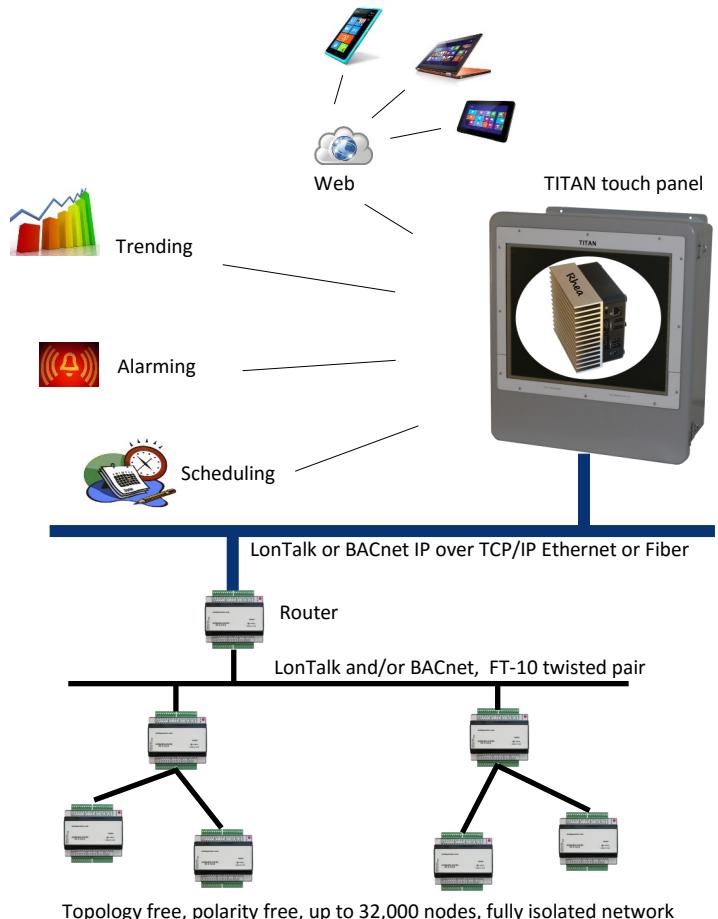 Web
TITAN touch panel
TITAN
Rhea
Trending
Alarming
Scheduling
LonTalk or BACnet IP over TCP/IP Ethernet or Fiber
Router
LonTalk and/or BACnet, FT-10 twisted pair
Topology free, polarity free, up to 32,000 nodes, fully isolated network